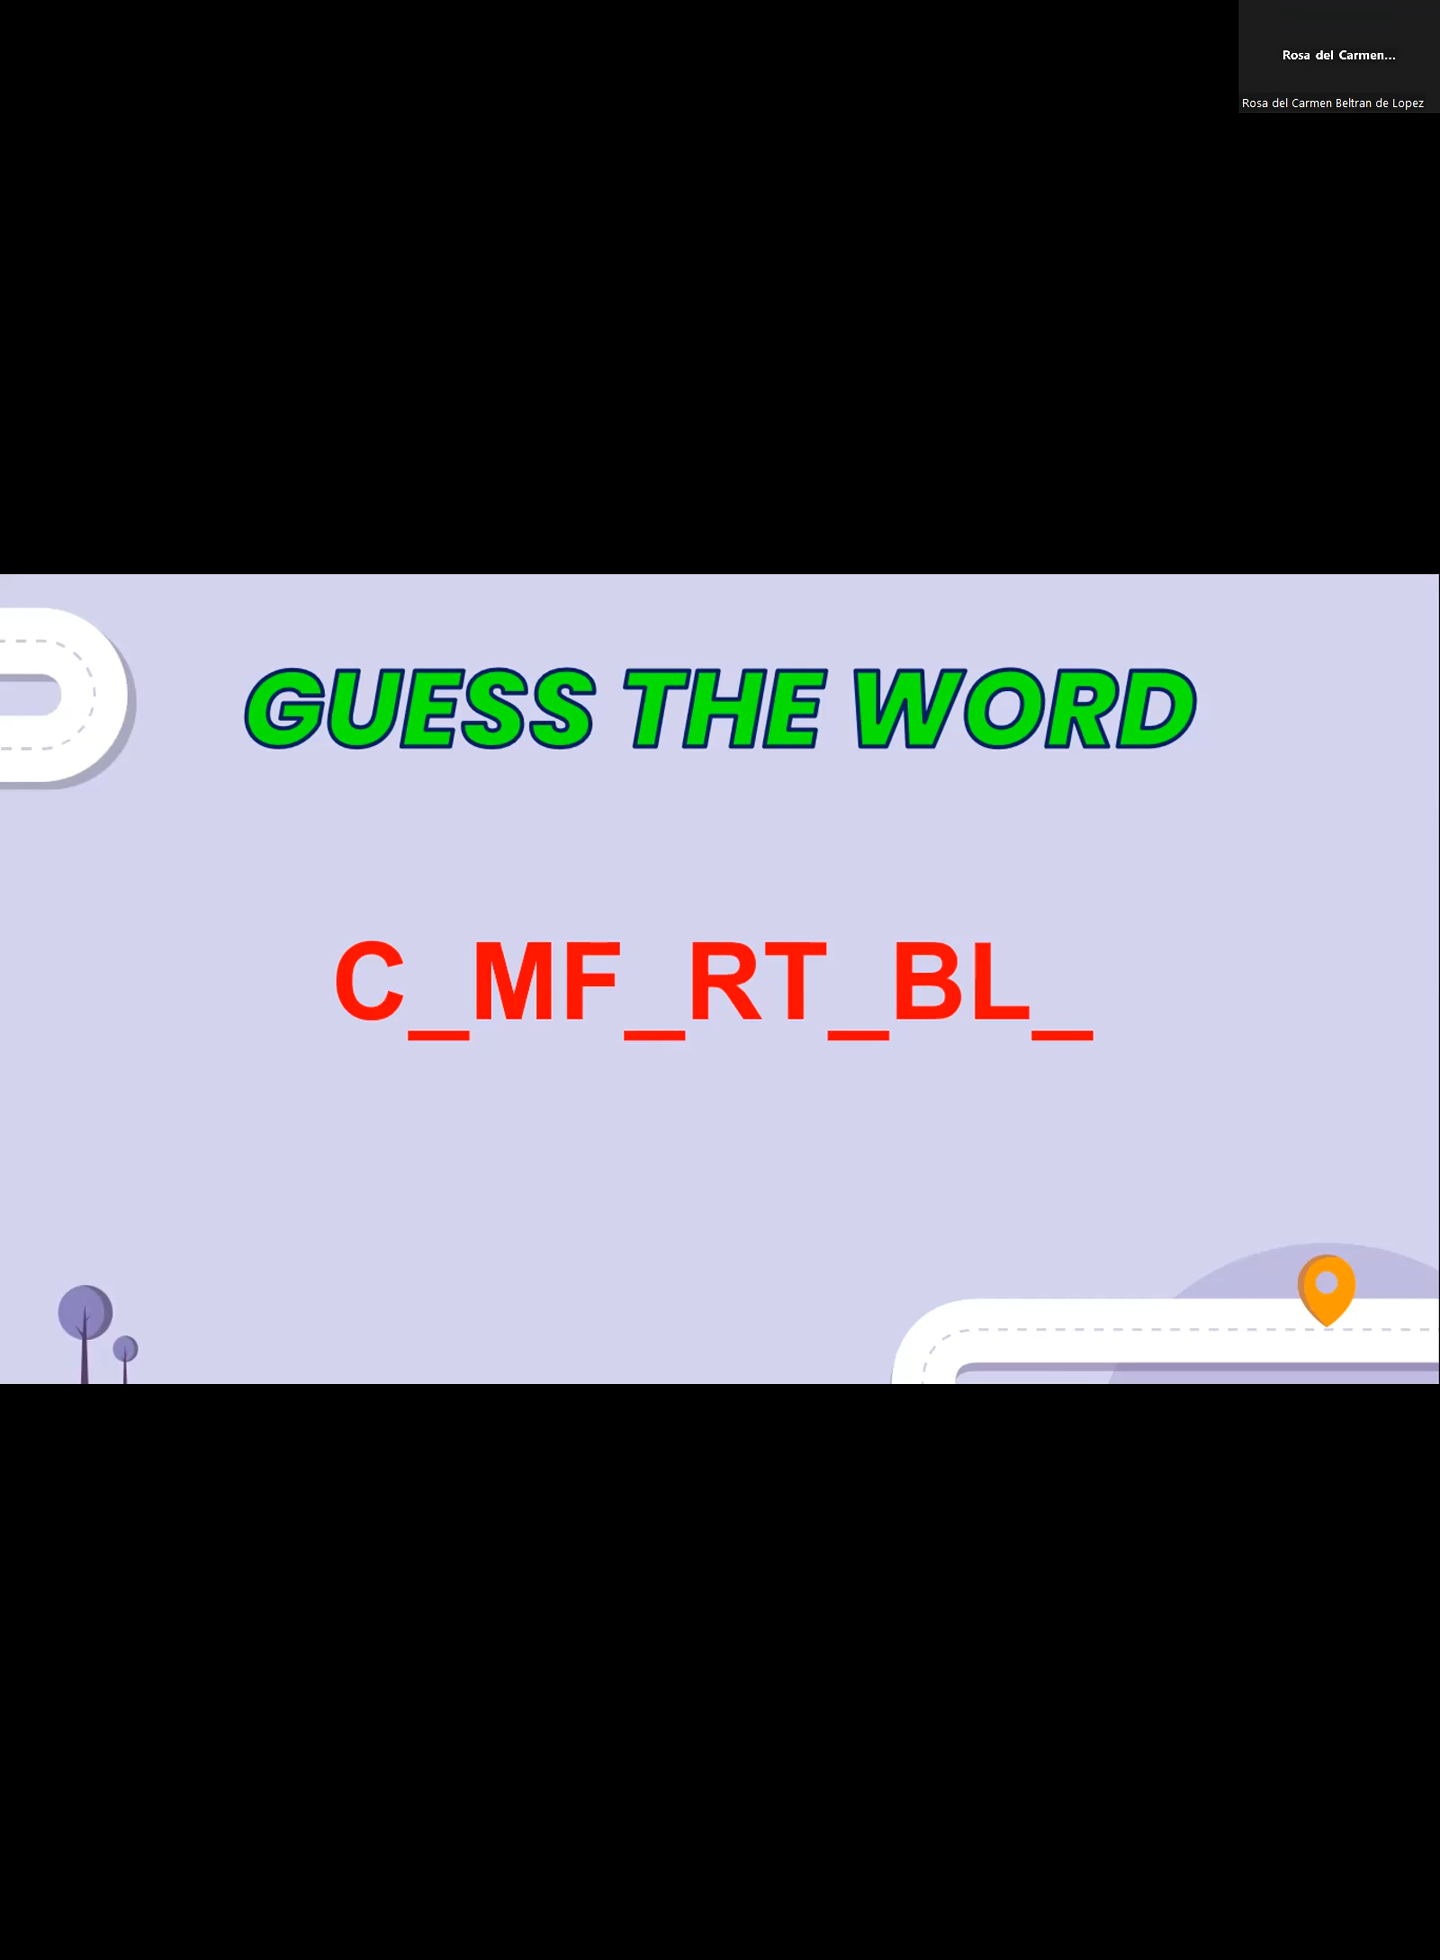 Rosa del Carmen...
Rosa del Carmen Beltran de Lopez
GUESS THE WORD
C_MF_RT_BL_